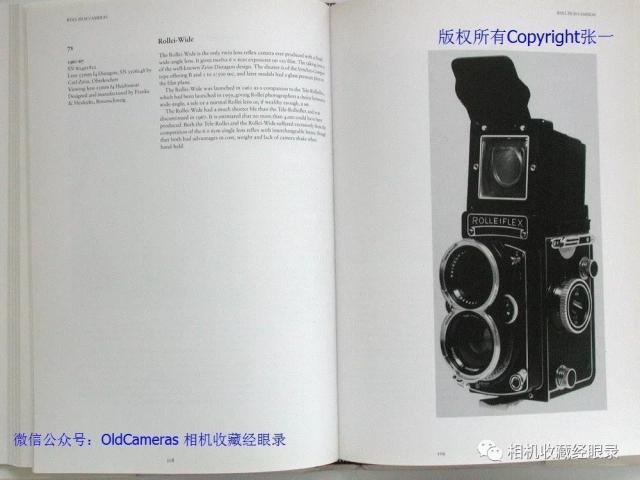 ROLL FILM CAMERAS
75
1961-67
Lens 55mm f4 Distagon,
Carl Zeiss, Oberkochen
Viewing lens 55mm f4 Heidosmat
Designed and manufactured by Franke
& Heidecke, Braunschweig
Rollei-Wide
The Rollei-Wide is the only twin lens reflex camera ever produced with a fixed
wide-angle lens. It gives twelve 6 × 6cm exposures on 120 film. The taking lens is
of the well-known Zeiss Distagon design. The shutter is of the Synchro-Compur
type offering B and 1 to 1/500 sec, and later models had a glass pressure plate in
the film plane.
The Rollei-Wide was launched in 1961 as a companion to the Tele-Rolleiflex,
which had been launched in 1959, giving Rollei photographers a choice between a
wide-angle, a tele or a normal Rollei lens or, if wealthy enough, a set.
The Rollei-Wide had a much shorter life than the Tele-Rolleiflex and was
discontinued in 1967. It is estimated that no more than 4,000 could have been
produced. Both the Tele-Rollei and the Rollei-Wide suffered extremely from the
competition of the 6 × 6cm single lens reflex with interchangeable lenses, though
they both had advantages in cost, weight and lack of camera shake when
hand-held.
108
ROLL FILM CAMERAS
版权所有Copyright张一
ROLLEIFLEX
109
微信公众号：OldCameras 相机收藏经眼录
相机收藏经眼录